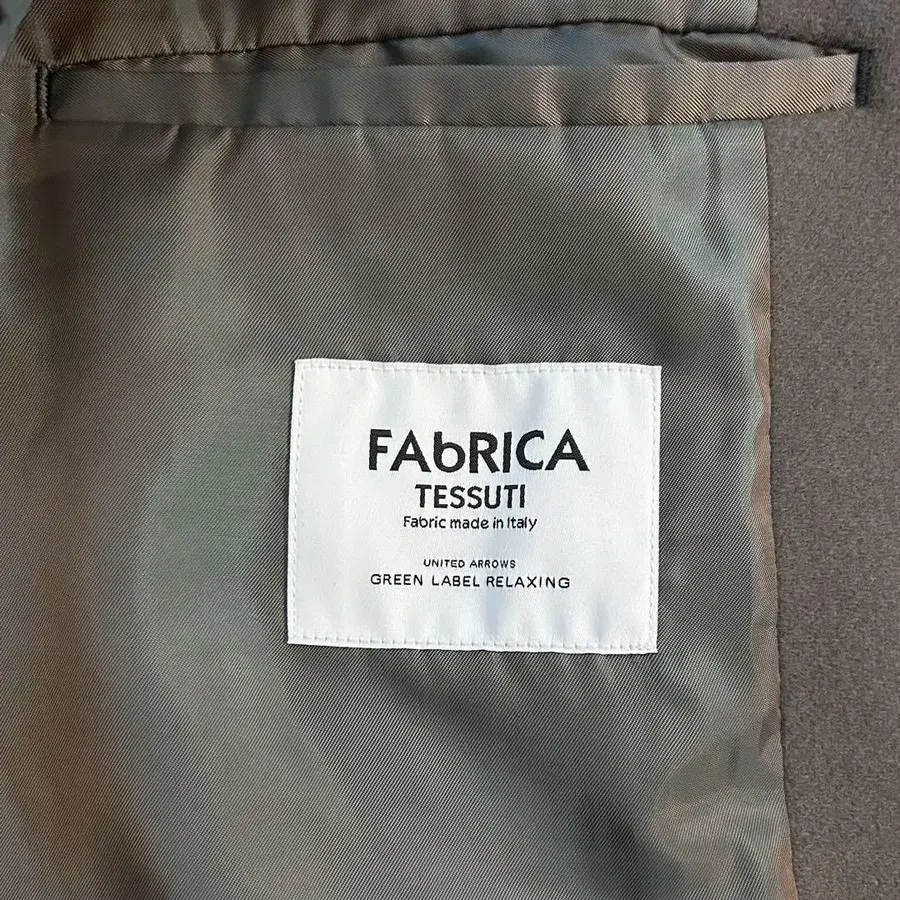 FAbRICA
TESSUTI
Fabric made in Italy
UNITED ARROWS
GREEN LABEL RELAXING